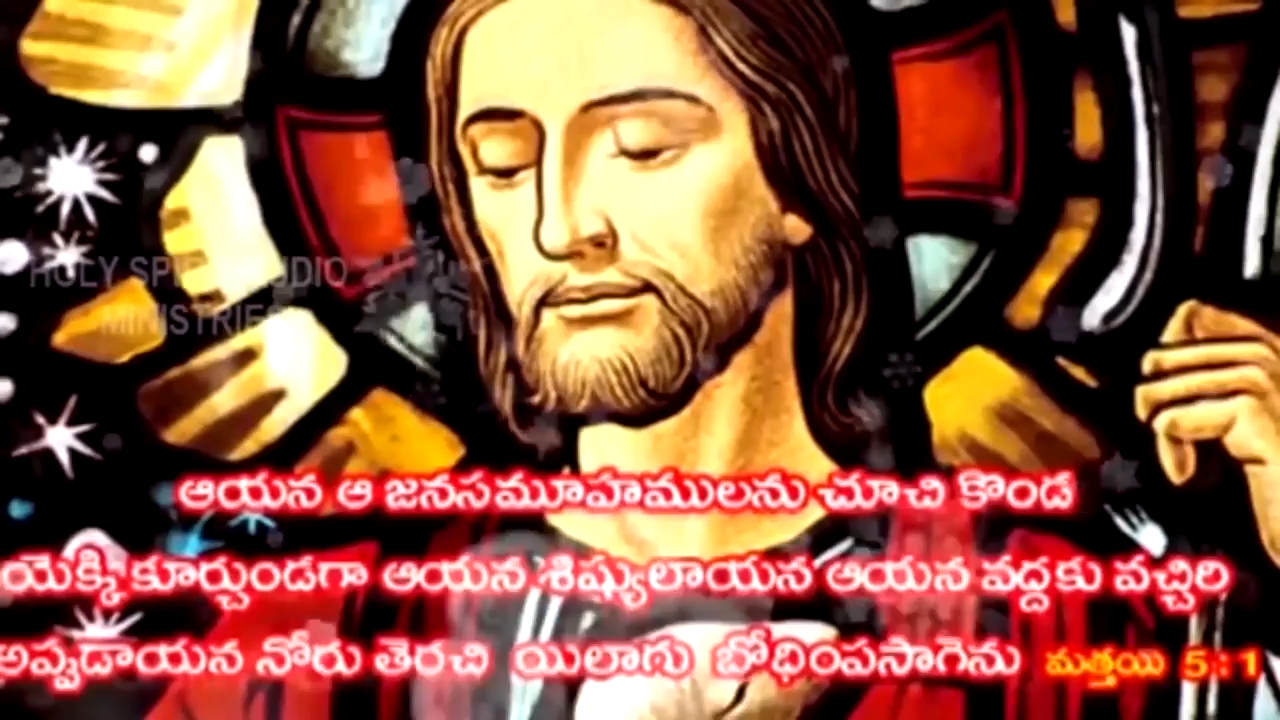 HOLY SPIRIT AUDIO
MINISTRIES
ఆయన ఆ జనసమూహములను చూచి కొండ
యెక్కి కూర్చుండగా ఆయన శిష్యులాయన ఆయన వద్దకు వచ్చిరి
అప్పుడాయన నోరు తెరచి యిలాగు బోధింపసాగెను మత్తయి 5 : 1